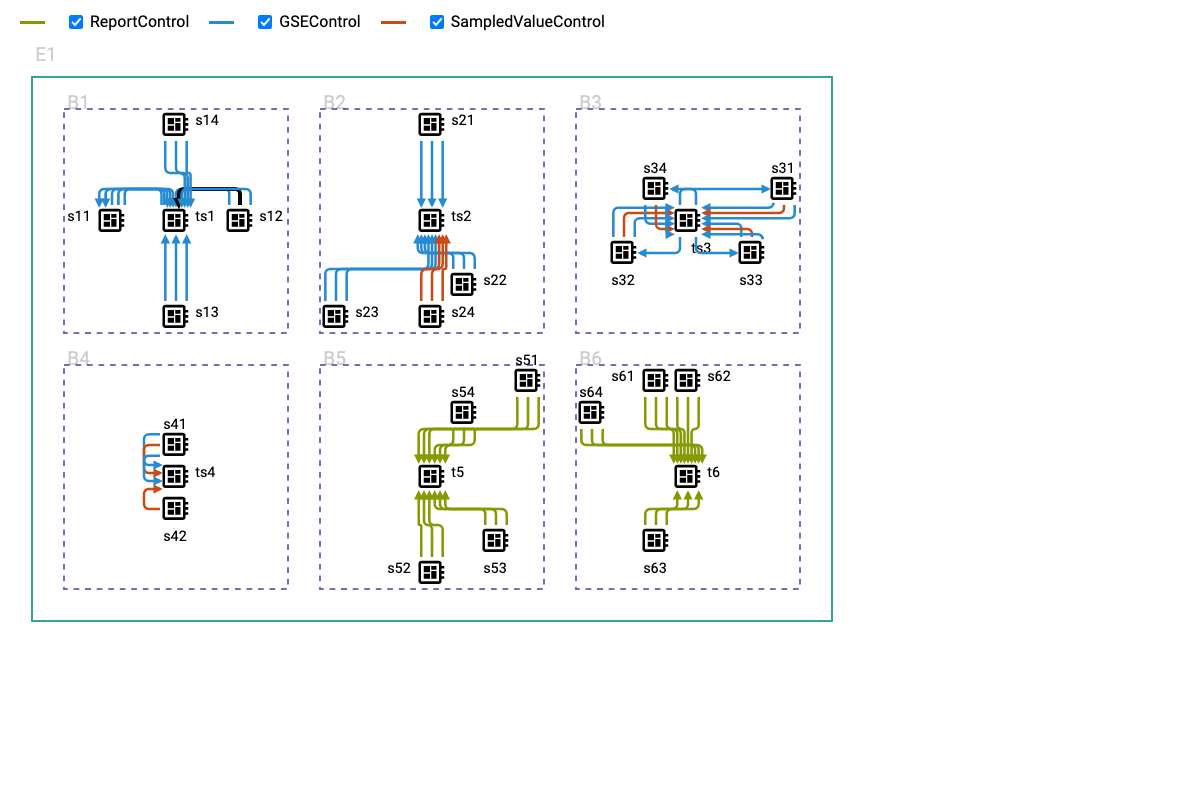 ReportControl GSEControl SampledValueControl
E1
B1 B2 B3
s14 s21
s34 s31
s11 ts1 s12 ts2 ts3
s32 s33
s22
s13 s23 s24
B4 B5 B6
s51
s61 s62
s54 s64
s41
ts4 t5 t6
s42
s52 s53 s63